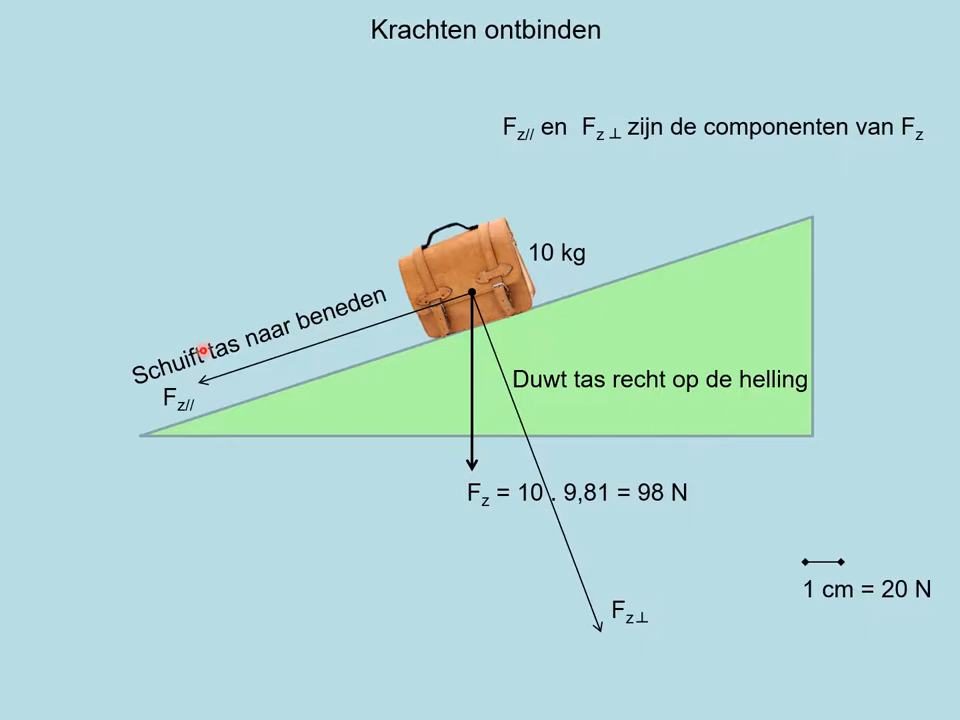 Krachten ontbinden
Fz// en Fz⊥ zijn de componenten van Fz
10 kg
Schuift tas naar beneden
Fz//
Duwt tas recht op de helling
Fz = 10 . 9,81 = 98 N
1 cm = 20 N
Fz⊥